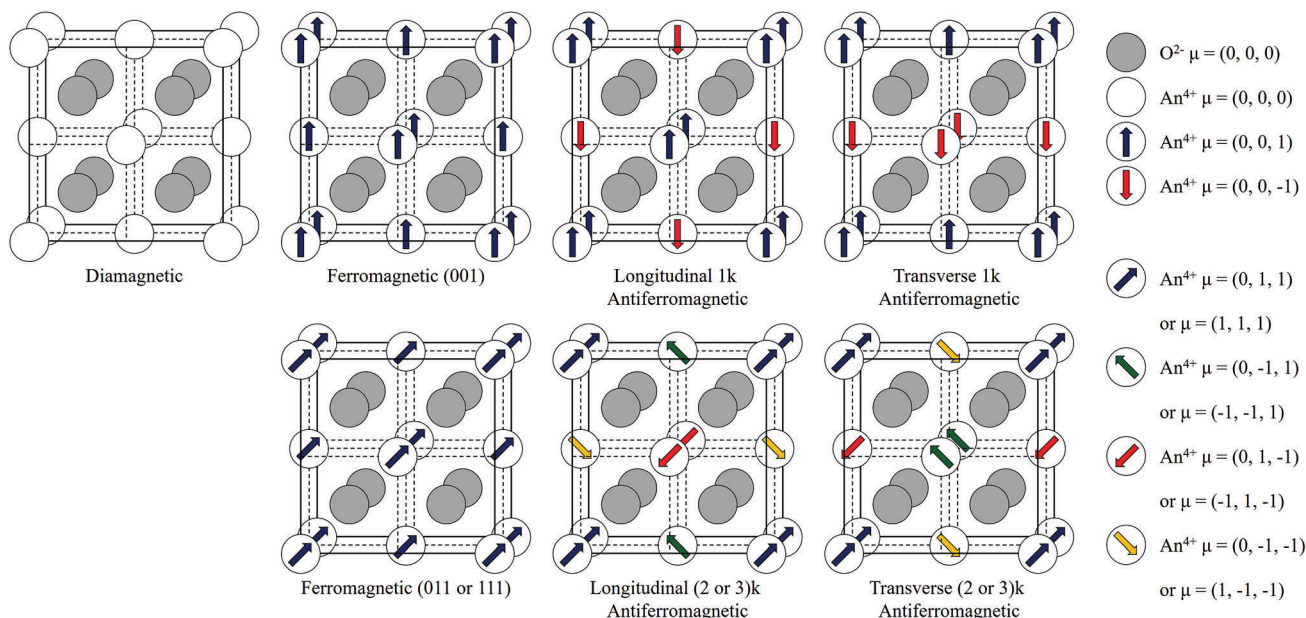 Diamagnetic
Ferromagnetic (001)
Longitudinal 1k
Antiferromagnetic
Transverse 1k
Antiferromagnetic
Ferromagnetic (011 or 111)
Longitudinal (2 or 3)k
Antiferromagnetic
Transverse (2 or 3)k
Antiferromagnetic
O²⁻ μ = (0, 0, 0)
An⁴⁺ μ = (0, 0, 0)
An⁴⁺ μ = (0, 0, 1)
An⁴⁺ μ = (0, 0, -1)
An⁴⁺ μ = (0, 1, 1)
or μ = (1, 1, 1)
An⁴⁺ μ = (0, -1, 1)
or μ = (-1, -1, 1)
An⁴⁺ μ = (0, 1, -1)
or μ = (-1, 1, -1)
An⁴⁺ μ = (0, -1, -1)
or μ = (1, -1, -1)